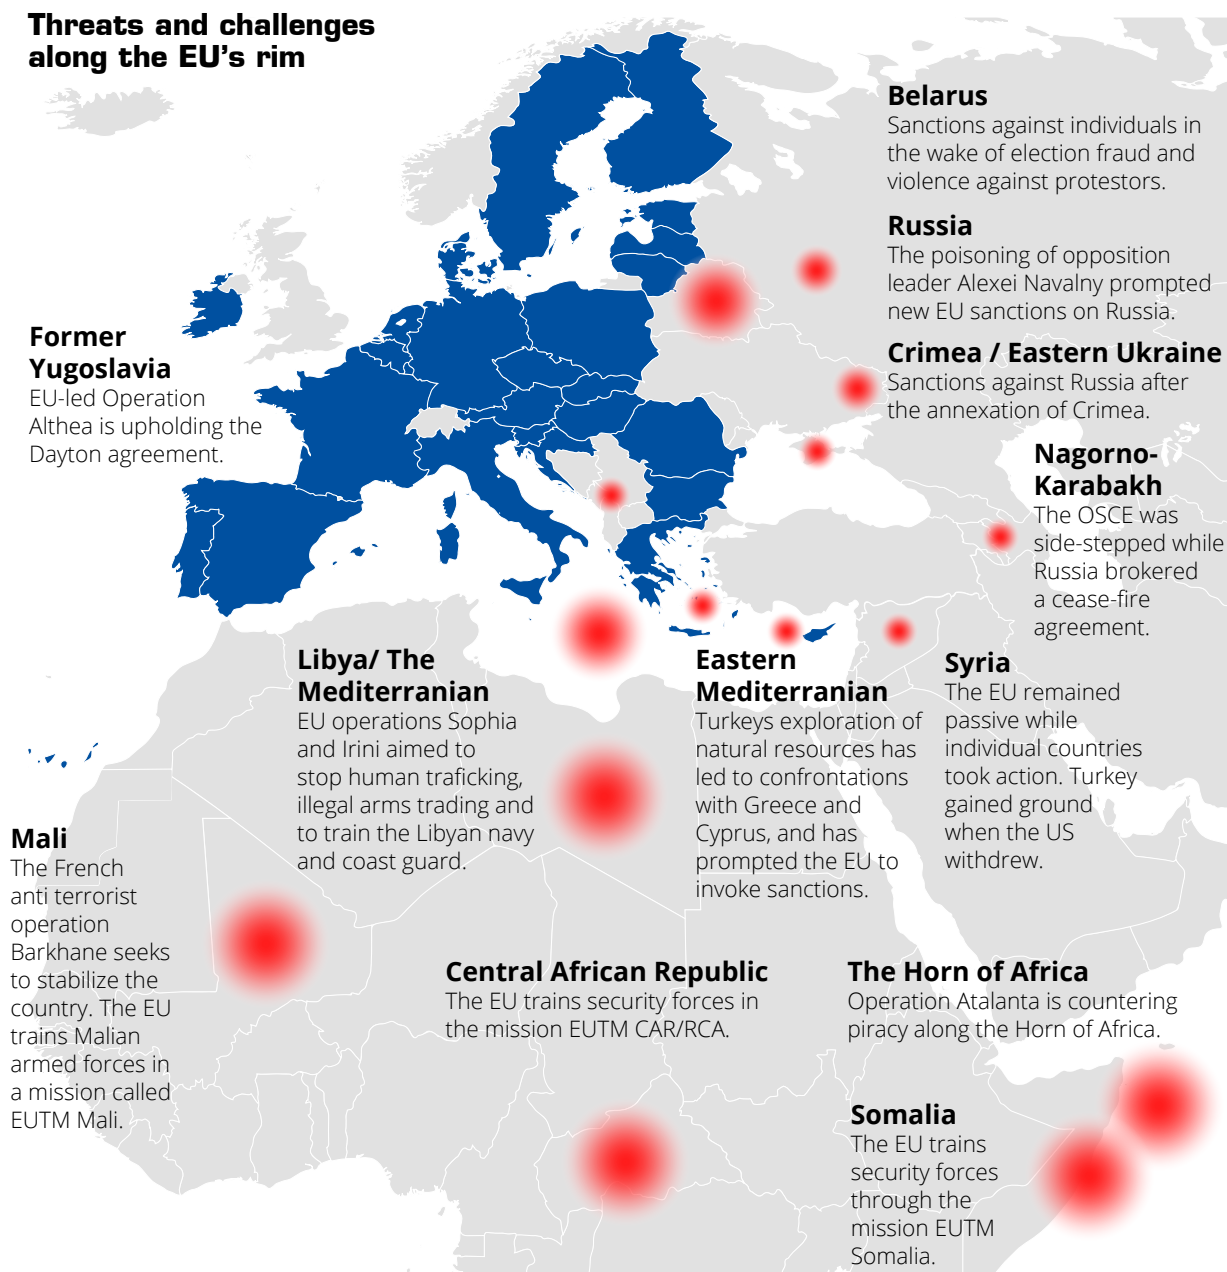 Threats and challenges
along the EU's rim
Belarus
Sanctions against individuals in
the wake of election fraud and
violence against protestors.
Russia
The poisoning of opposition
leader Alexei Navalny prompted
new EU sanctions on Russia.
Former
Yugoslavia
EU-led Operation
Althea is upholding the
Dayton agreement.
Crimea / Eastern Ukraine
Sanctions against Russia after
the annexation of Crimea.
Nagorno-
Karabakh
The OSCE was
side-stepped while
Russia brokered
a cease-fire
agreement.
Libya/ The
Mediterranian
EU operations Sophia
and Irini aimed to
stop human traficking,
illegal arms trading and
to train the Libyan navy
and coast guard.
Eastern
Mediterranian
Turkeys exploration of
natural resources has
led to confrontations
with Greece and
Cyprus, and has
prompted the EU to
invoke sanctions.
Syria
The EU remained
passive while
individual countries
took action. Turkey
gained ground
when the US
withdrew.
Mali
The French
anti terrorist
operation
Barkhane seeks
to stabilize the
country. The EU
trains Malian
armed forces in
a mission called
EUTM Mali.
Central African Republic
The EU trains security forces in
the mission EUTM CAR/RCA.
The Horn of Africa
Operation Atalanta is countering
piracy along the Horn of Africa.
Somalia
The EU trains
security forces
through the
mission EUTM
Somalia.